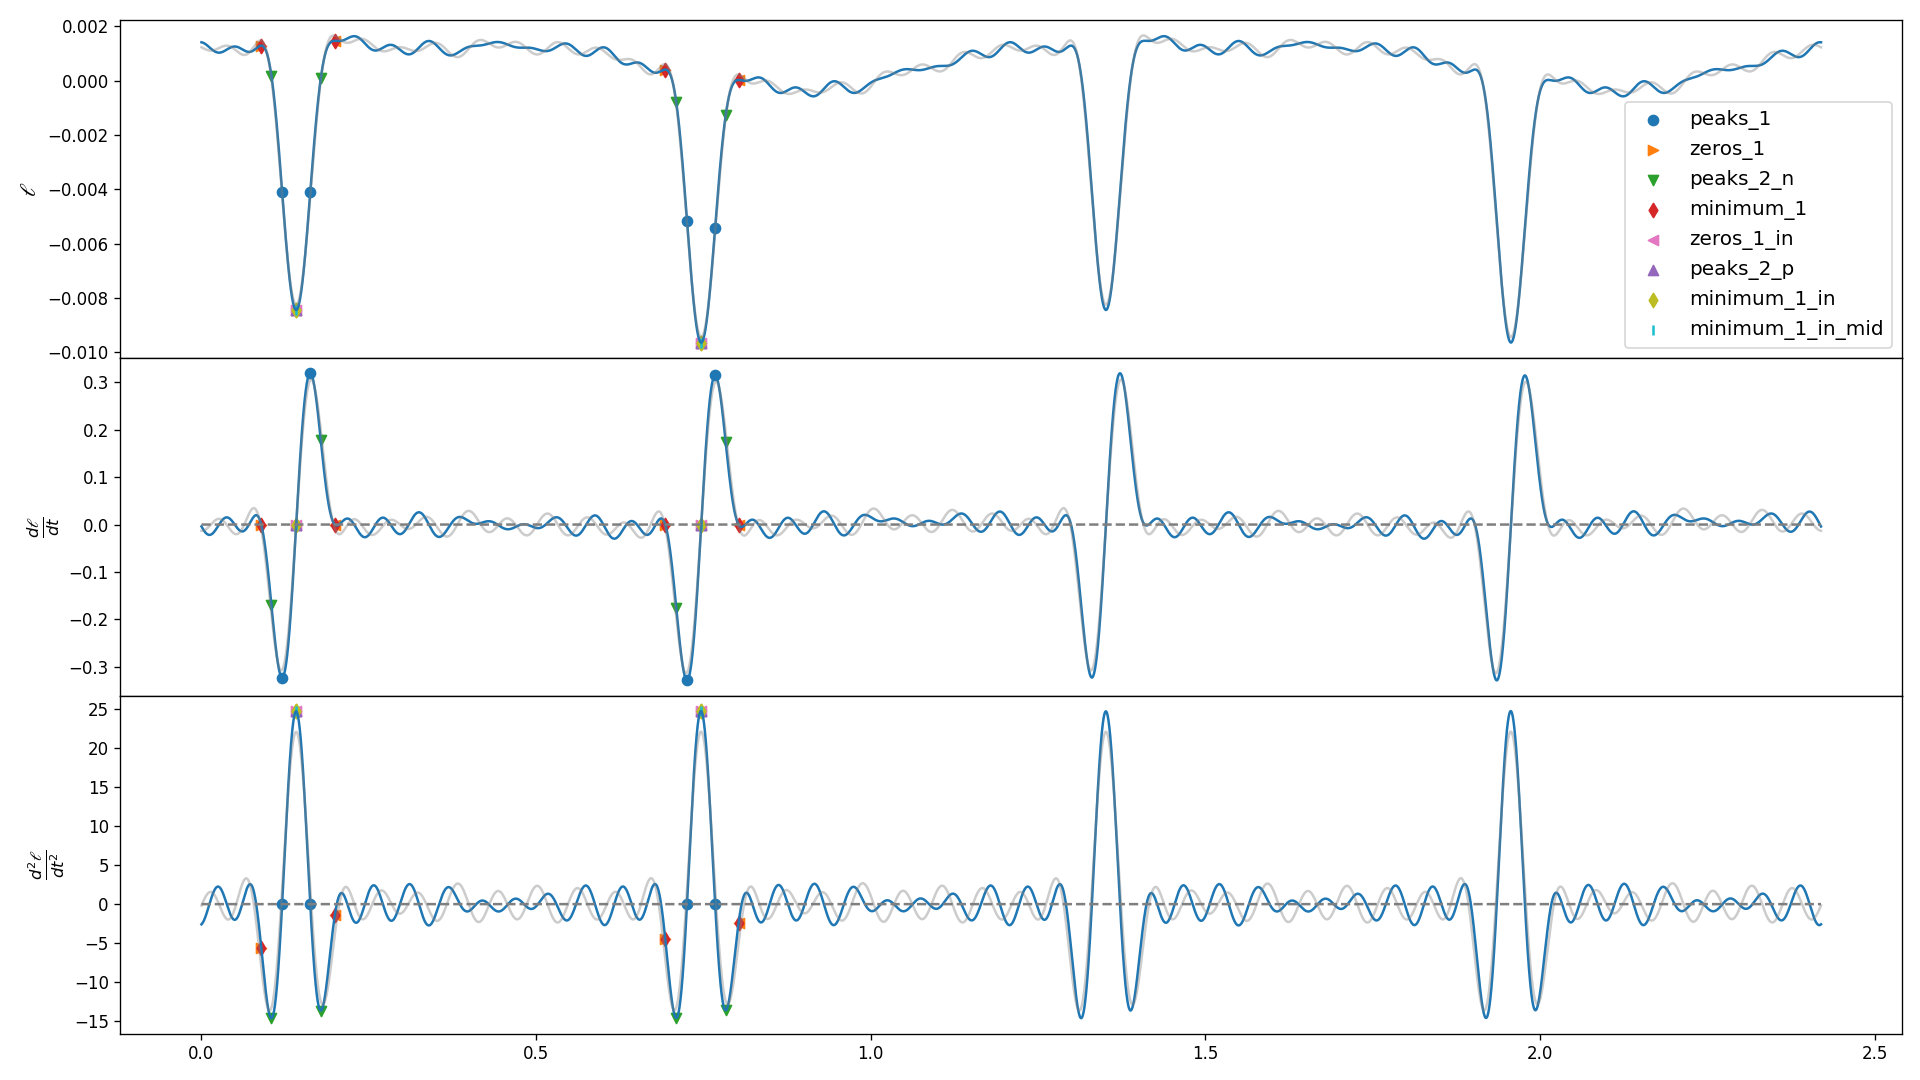 0.002
0.000
−0.002
−0.004
−0.006
−0.008
−0.010
ℓ
peaks_1
zeros_1
peaks_2_n
minimum_1
zeros_1_in
peaks_2_p
minimum_1_in
minimum_1_in_mid
0.3
0.2
0.1
0.0
−0.1
−0.2
−0.3
dℓ/dt
25
20
15
10
5
0
−5
−10
−15
d²ℓ/dt²
0.0 0.5 1.0 1.5 2.0 2.5